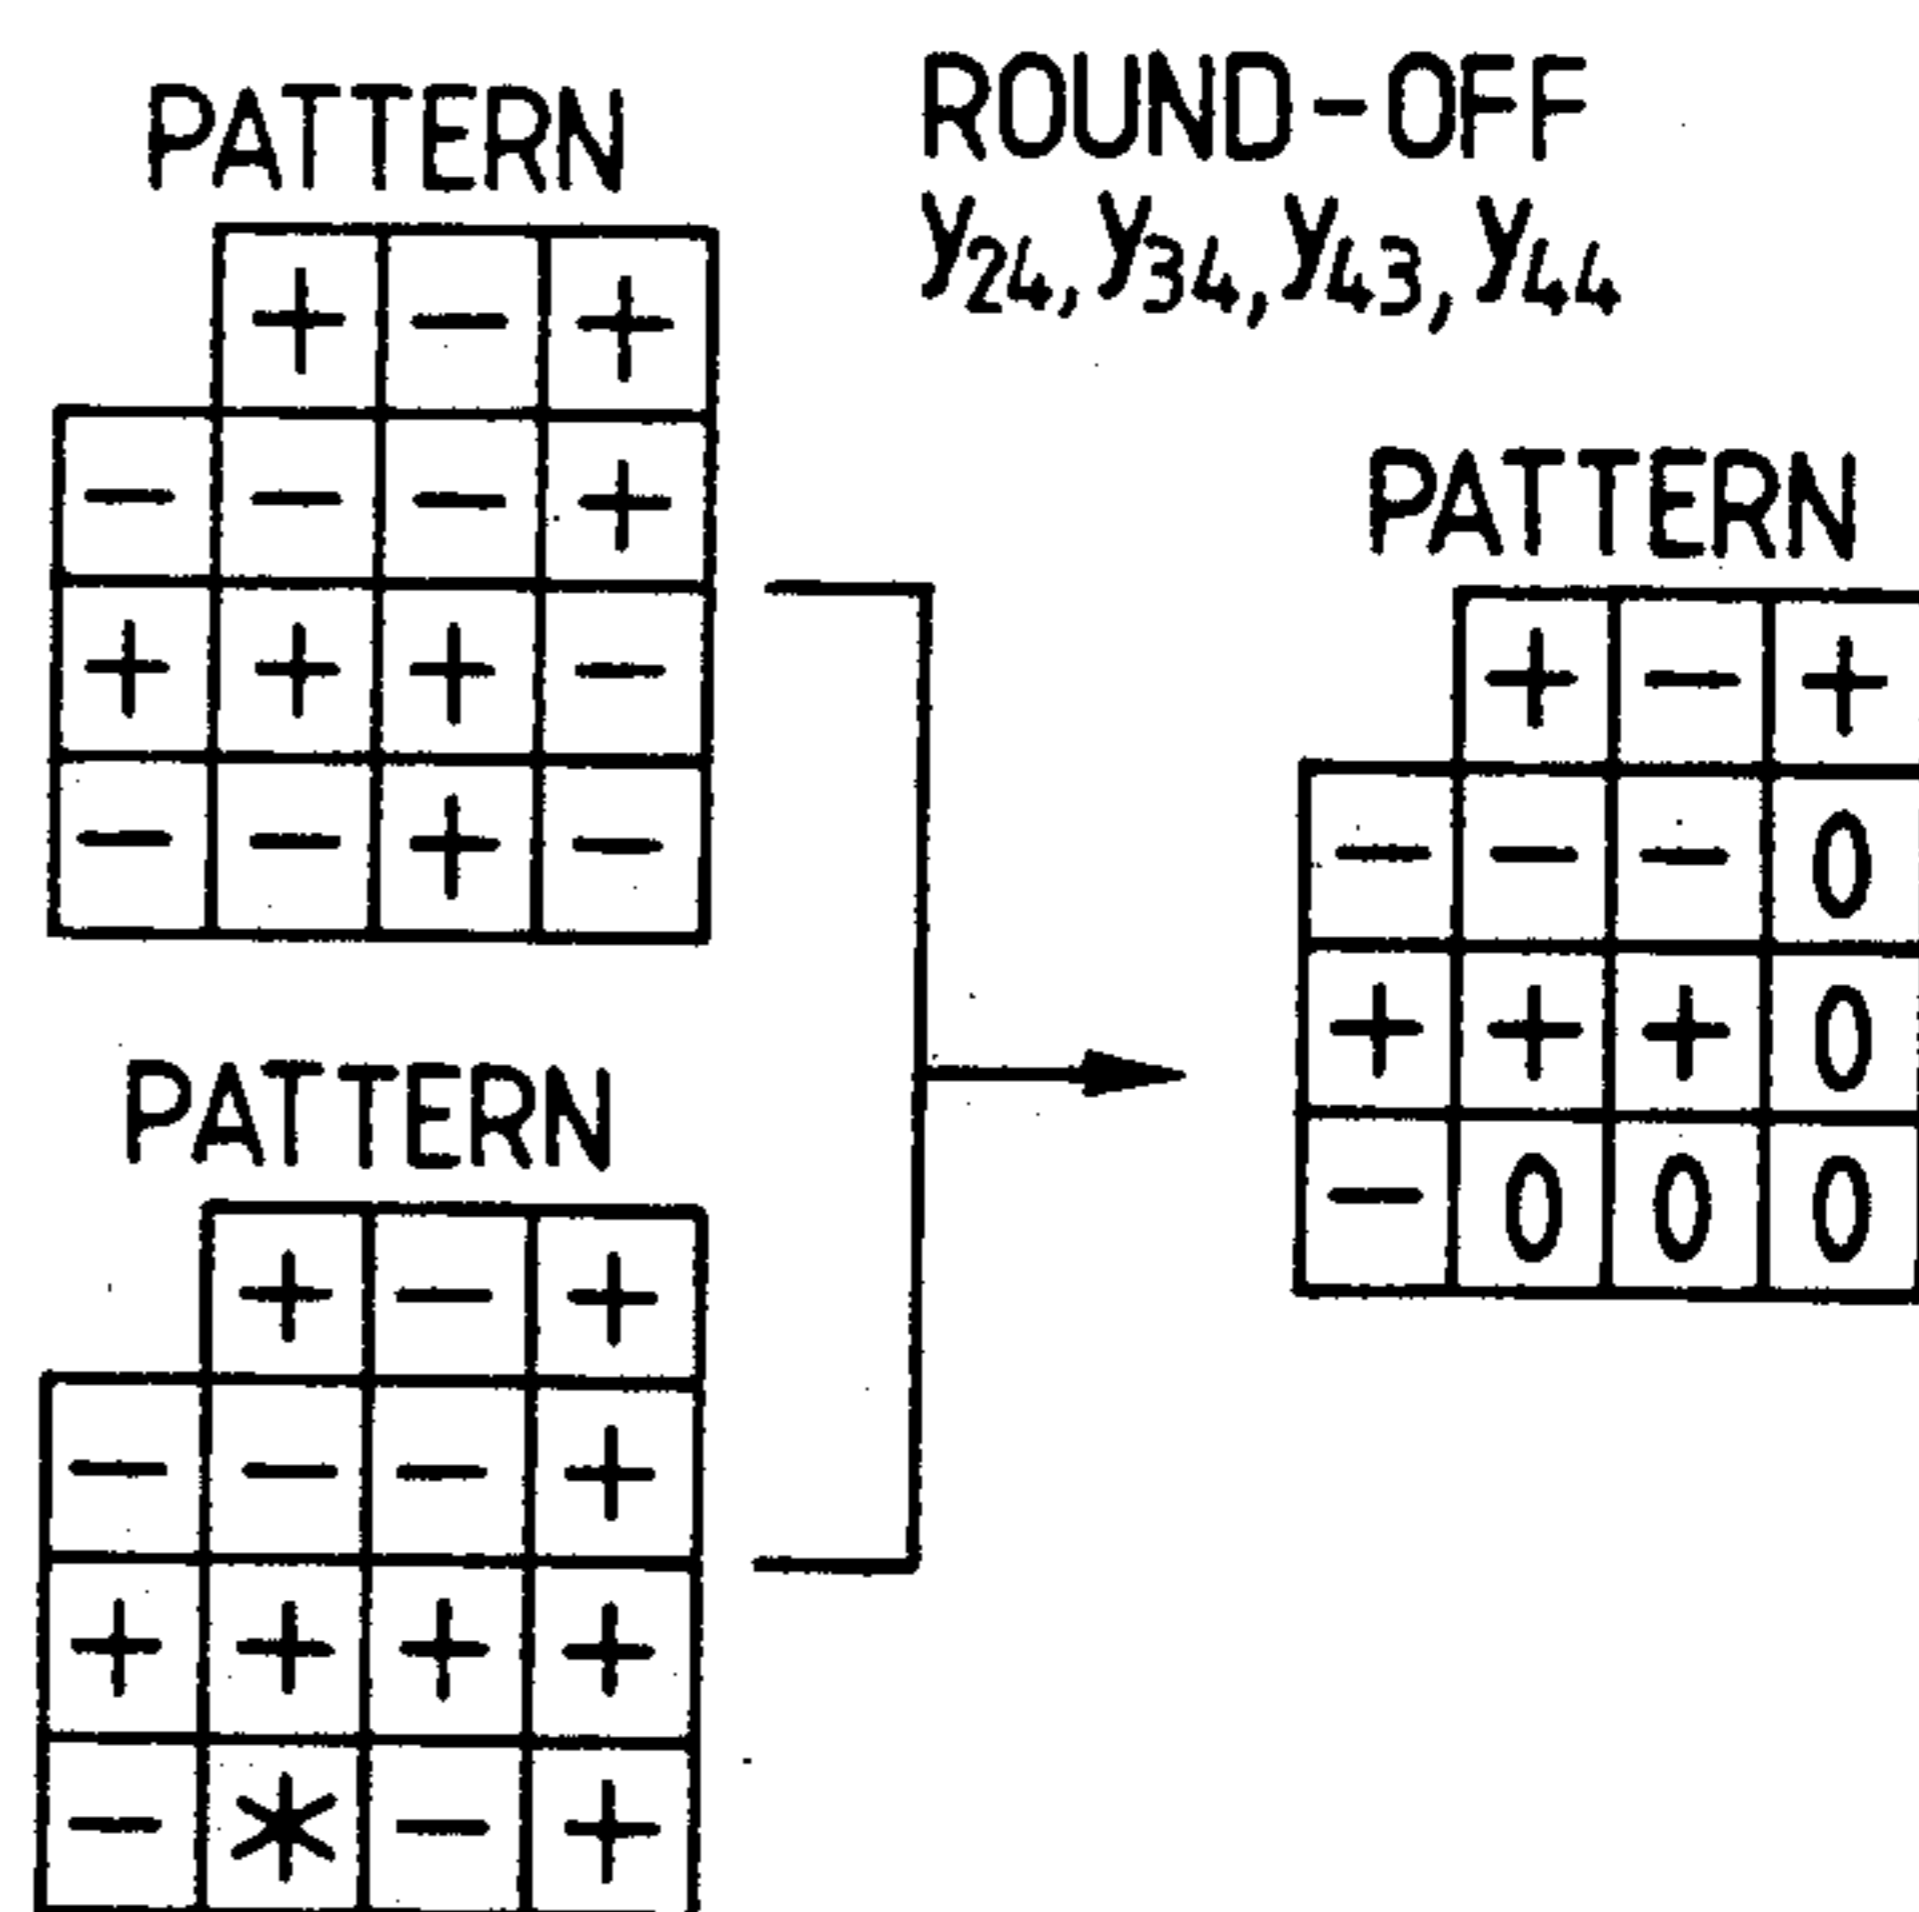 PATTERN
+ − +
− − − +
+ + + −
− − + −
PATTERN
+ − +
− − − +
+ + + +
− * − +
ROUND-OFF
y24, y34, y43, y44
PATTERN
+ − +
− − − 0
+ + + 0
− 0 0 0